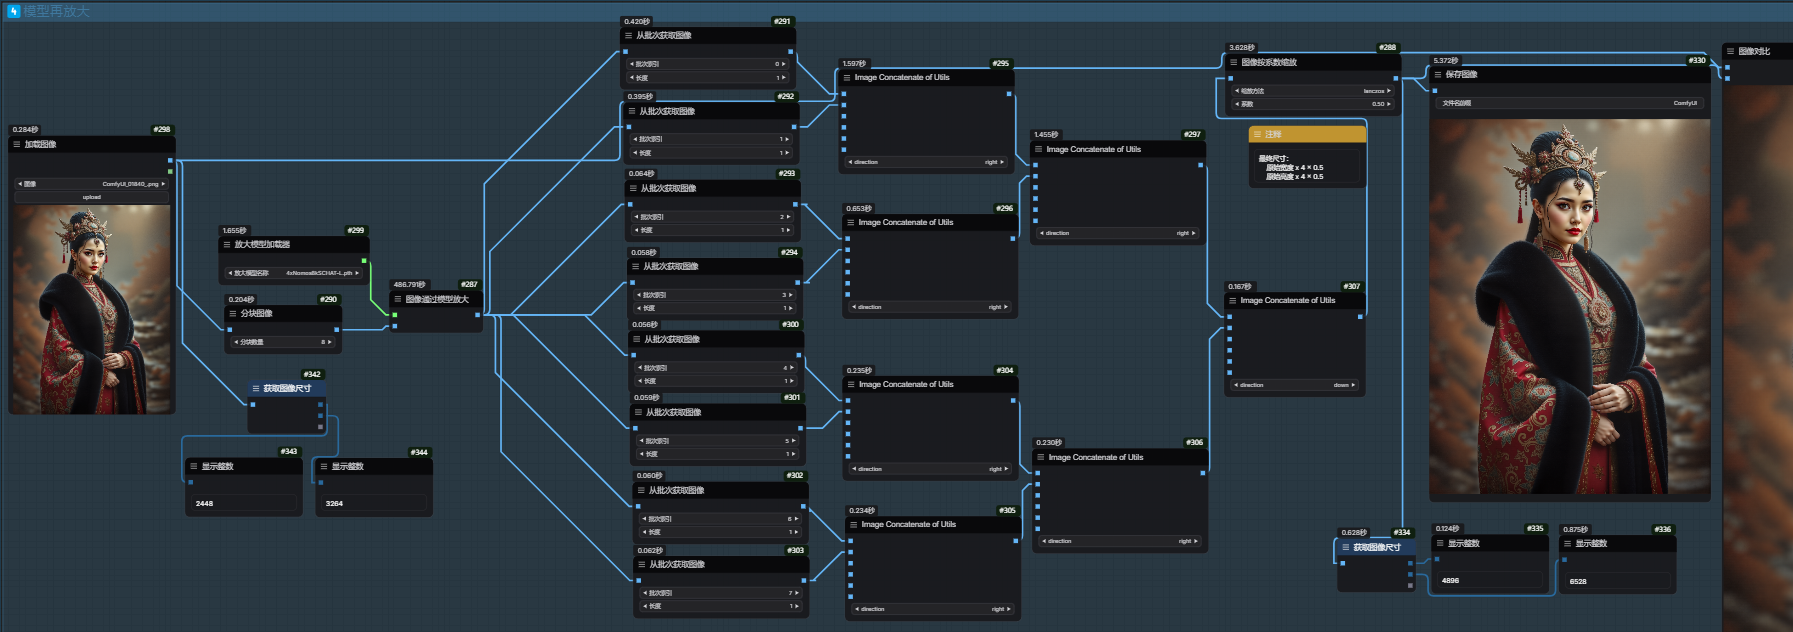 模型再放大
0.284秒
#298
加载图像
图像
ComfyUI_01840_.png
upload
1.655秒
#299
放大模型加载器
放大模型名称
4xNomos8kSCHAT-L.pth
0.204秒
#290
分块图像
分块数量
8
486.791秒
#287
图像通过模型放大
#342
获取图像尺寸
#343
显示整数
2448
#344
显示整数
3264
0.420秒
#291
从批次获取图像
批次索引
0
长度
1
0.395秒
#292
从批次获取图像
批次索引
1
长度
1
0.064秒
#293
从批次获取图像
批次索引
2
长度
1
0.058秒
#294
从批次获取图像
批次索引
3
长度
1
0.056秒
#300
从批次获取图像
批次索引
4
长度
1
0.059秒
#301
从批次获取图像
批次索引
5
长度
1
0.060秒
#302
从批次获取图像
批次索引
6
长度
1
0.062秒
#303
从批次获取图像
批次索引
7
长度
1
1.597秒
#295
Image Concatenate of Utils
direction
right
0.653秒
#296
Image Concatenate of Utils
direction
right
0.235秒
#304
Image Concatenate of Utils
direction
right
0.234秒
#305
Image Concatenate of Utils
direction
right
1.455秒
#297
Image Concatenate of Utils
direction
right
0.230秒
#306
Image Concatenate of Utils
direction
right
0.167秒
#307
Image Concatenate of Utils
direction
down
3.628秒
#288
图像按系数缩放
缩放方法
lanczos
系数
0.50
注释
最终尺寸：
原始宽度 x 4 * 0.5
原始高度 x 4 * 0.5
5.372秒
#330
保存图像
文件名前缀
ComfyUI
图像对比
0.628秒
#334
获取图像尺寸
0.124秒
#335
显示整数
4896
0.875秒
#336
显示整数
6528